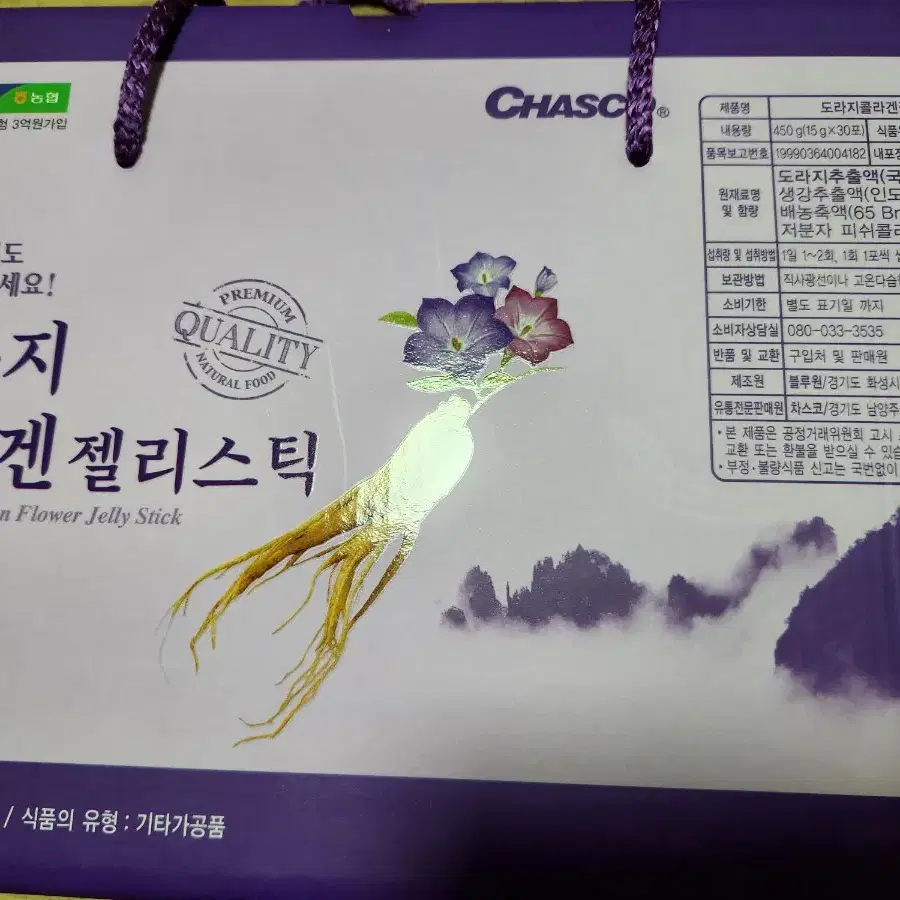 농협
험 3억원가입
CHASCO®
도
세요!
PREMIUM
QUALITY
NATURAL FOOD
지
겐 젤리스틱
n Flower Jelly Stick
제품명 도라지콜라겐
내용량 450 g(15 g×30포) 식품
품목보고번호 19990364004182 내포장
원재료명 및 함량
도라지추출액(국
생강추출액(인도
배농축액(65 Br
저분자 피쉬콜라
섭취량 및 섭취방법 1일 1~2회, 1회 1포씩
보관방법 직사광선이나 고온다습
소비기한 별도 표기일 까지
소비자상담실 080-033-3535
반품 및 교환 구입처 및 판매원
제조원 블루원/경기도 화성시
유통전문판매원 차스코/경기도 남양주
• 본 제품은 공정거래위원회 고시
교환 또는 환불을 받으실 수 있습
• 부정·불량식품 신고는 국번없이
/ 식품의 유형 : 기타가공품